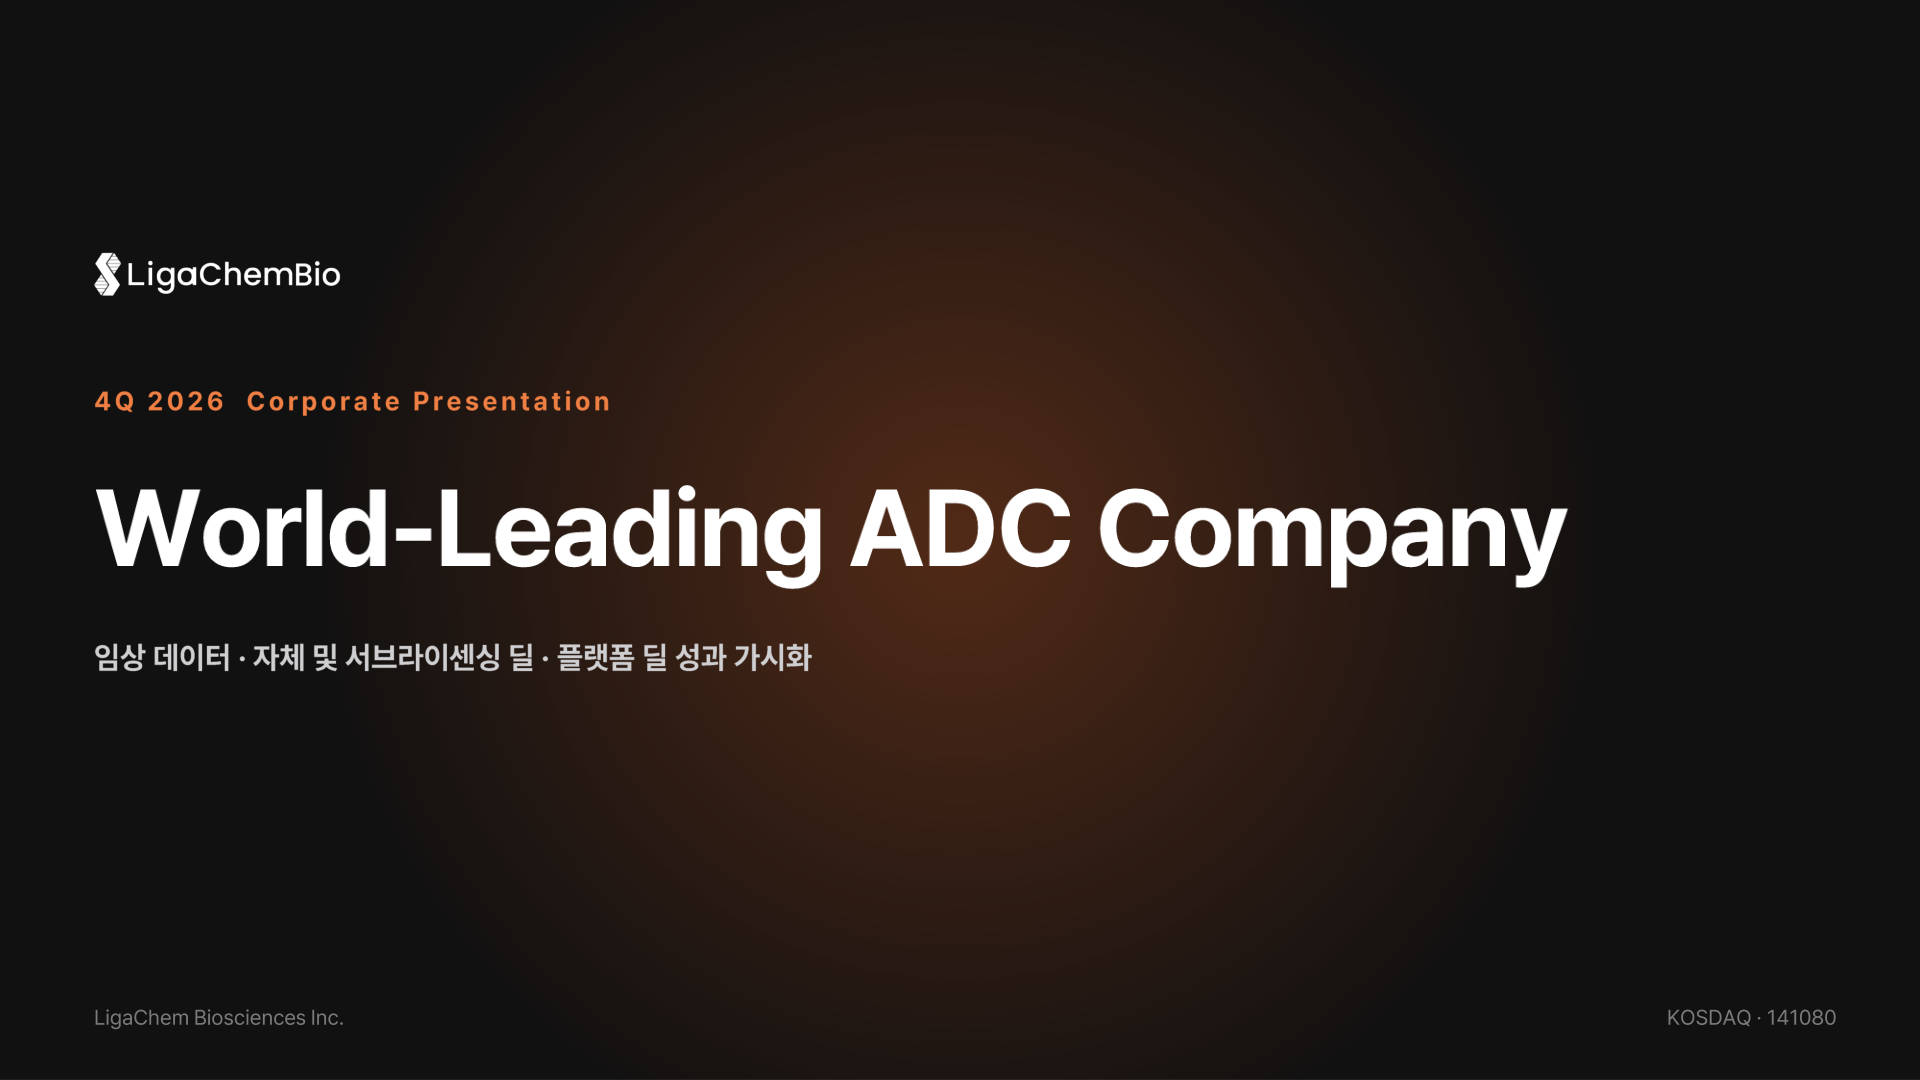 LigaChemBio
4Q 2026 Corporate Presentation
World-Leading ADC Company
임상 데이터 · 자체 및 서브라이센싱 딜 · 플랫폼 딜 성과 가시화
LigaChem Biosciences Inc.
KOSDAQ · 141080